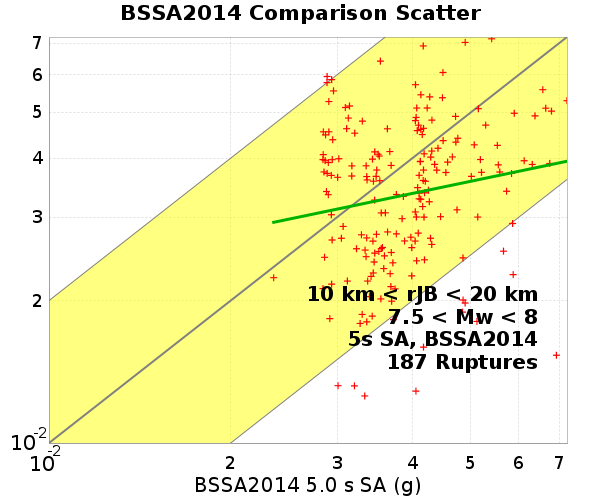 BSSA2014 Comparison Scatter
7
6
5
4
3
2
10-2
10 km < rJB < 20 km
7.5 < Mw < 8
5s SA, BSSA2014
187 Ruptures
10-2 2 3 4 5 6 7
BSSA2014 5.0 s SA (g)